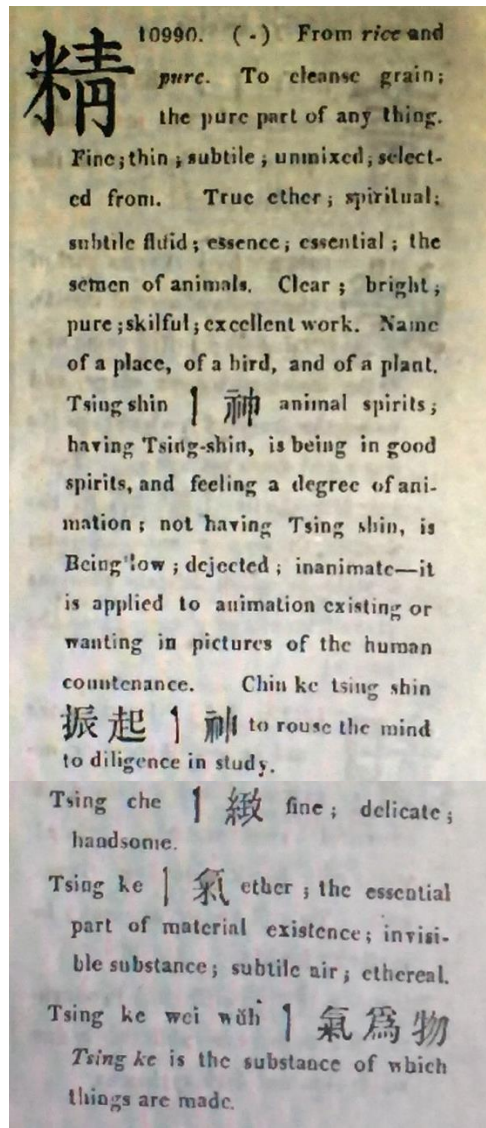 精 10990. (-) From rice and
pure. To cleanse grain;
the pure part of any thing.
Fine; thin; subtile; unmixed; select-
ed from. True ether; spiritual;
subtile fluid; essence; essential; the
semen of animals. Clear; bright;
pure; skilful; excellent work. Name
of a place, of a bird, and of a plant.
Tsing shin 丨神 animal spirits;
having Tsing-shin, is being in good
spirits, and feeling a degree of ani-
mation; not having Tsing shin, is
Being low; dejected; inanimate—it
is applied to animation existing or
wanting in pictures of the human
countenance. Chin ke tsing shin
振起丨神 to rouse the mind
to diligence in study.
Tsing che 丨緻 fine; delicate;
handsome.
Tsing ke 丨氣 ether; the essential
part of material existence; invisi-
ble substance; subtile air; ethereal.
Tsing ke wei wŭh 丨氣爲物
Tsing ke is the substance of which
things are made.